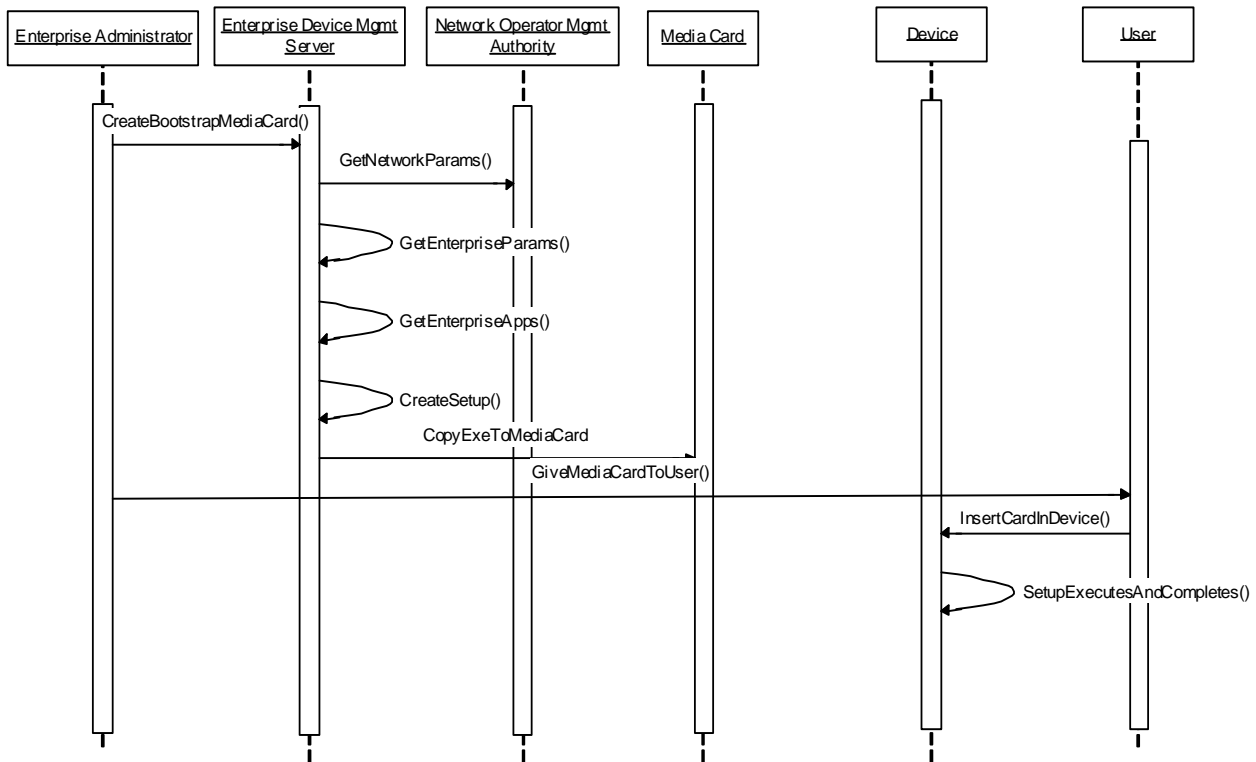 Enterprise Administrator
Enterprise Device Mgmt
Server
Network Operator Mgmt
Authority
Media Card
Device
User
CreateBootstrapMediaCard()
GetNetworkParams()
GetEnterpriseParams()
GetEnterpriseApps()
CreateSetup()
CopyExeToMediaCard
GiveMediaCardToUser()
InsertCardInDevice()
SetupExecutesAndCompletes()